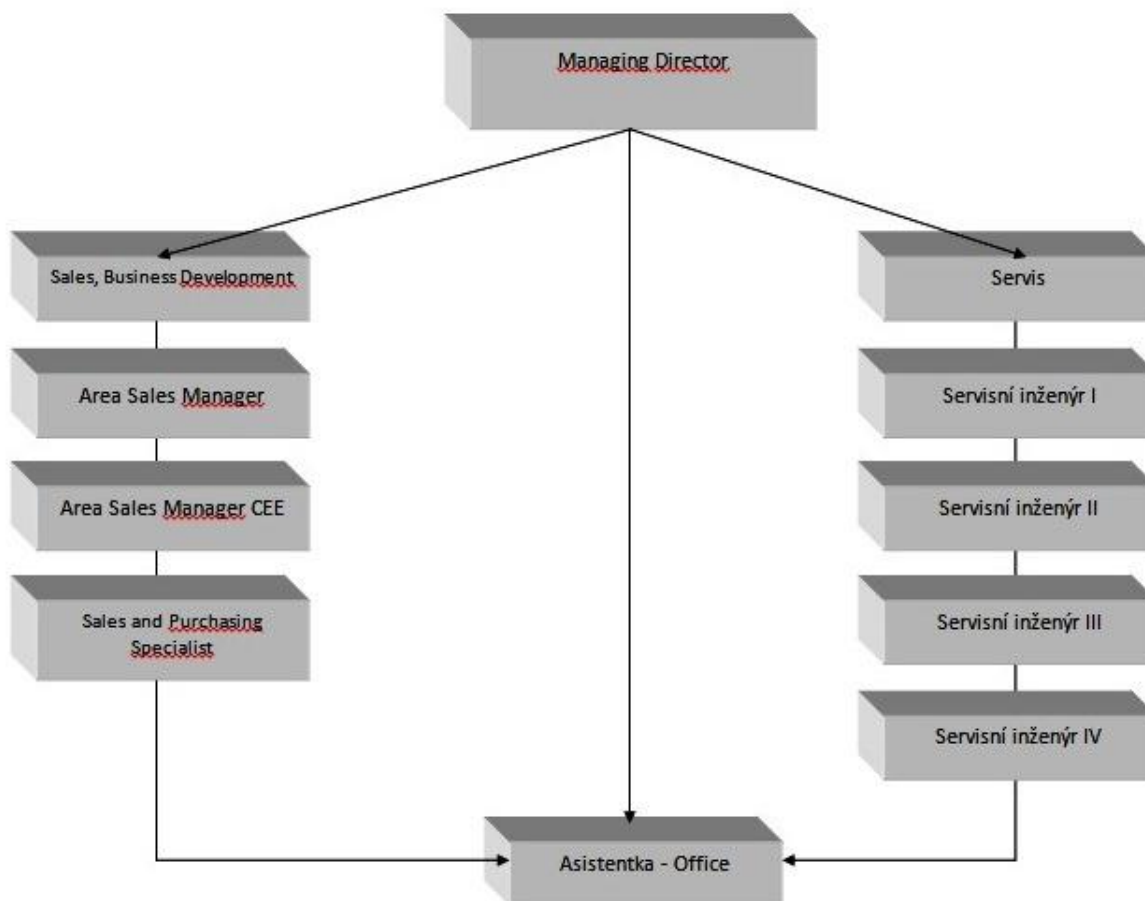 Managing Director
Sales, Business Development
Area Sales Manager
Area Sales Manager CEE
Sales and Purchasing
Specialist
Servis
Servisní inženýr I
Servisní inženýr II
Servisní inženýr III
Servisní inženýr IV
Asistentka - Office